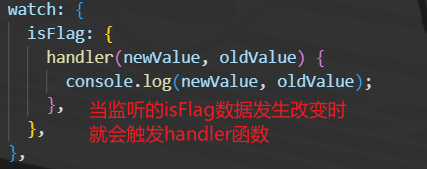 watch: {
isFlag: {
handler(newValue, oldValue) {
console.log(newValue, oldValue);
},
当监听的isFlag数据发生改变时
},
就会触发handler函数
},